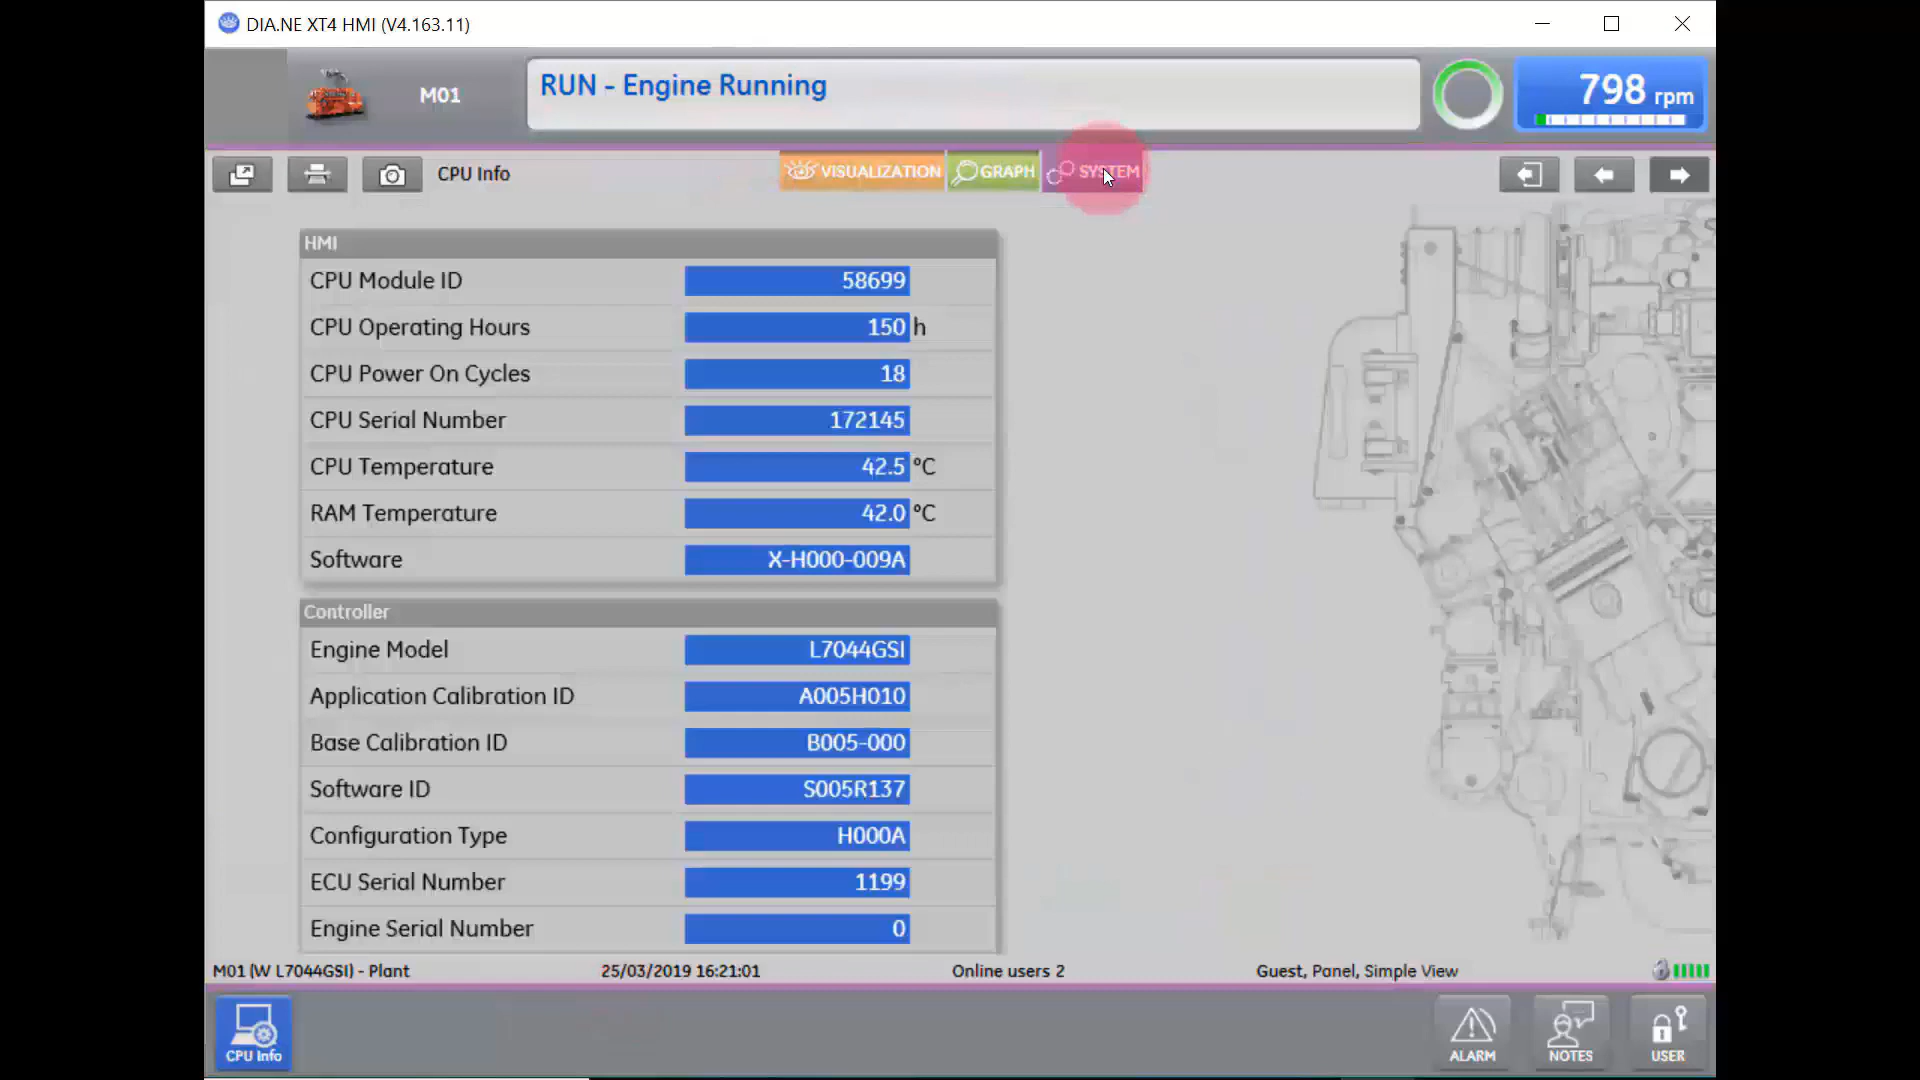 DIA.NE XT4 HMI (V4.163.11)
M01
RUN - Engine Running
798 rpm
CPU Info
VISUALIZATION
GRAPH
SYSTEM
HMI
CPU Module ID 58699
CPU Operating Hours 150 h
CPU Power On Cycles 18
CPU Serial Number 172145
CPU Temperature 42.5 °C
RAM Temperature 42.0 °C
Software X-H000-009A
Controller
Engine Model L7044GSI
Application Calibration ID A005H010
Base Calibration ID B005-000
Software ID S005R137
Configuration Type H000A
ECU Serial Number 1199
Engine Serial Number 0
M01 (W L7044GSI) - Plant 25/03/2019 16:21:01 Online users 2 Guest, Panel, Simple View
CPU Info
ALARM
NOTES
USER